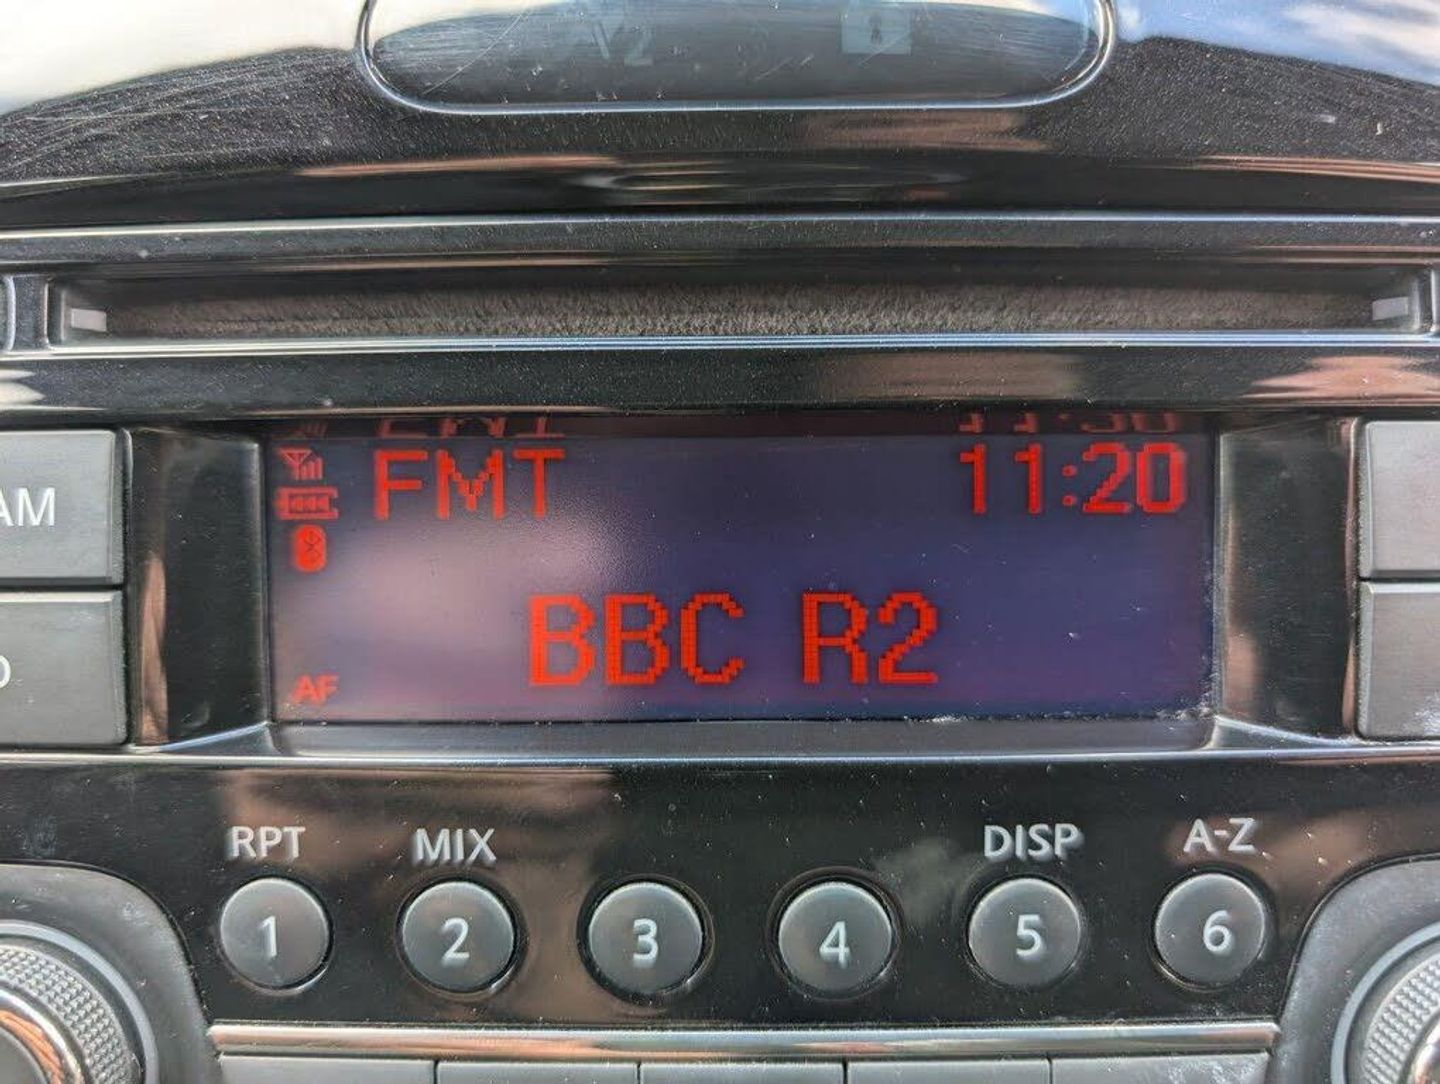 FMT 11:20
AM
BBC R2
AF
RPT MIX DISP A-Z
1 2 3 4 5 6